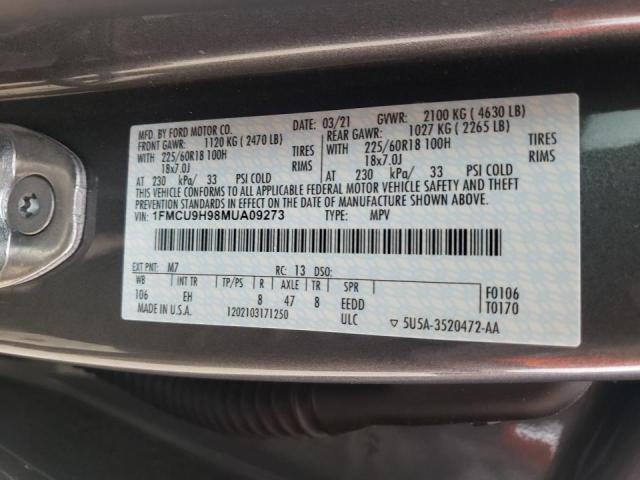 MFD. BY FORD MOTOR CO. DATE: 03/21 GVWR: 2100 KG ( 4630 LB)
FRONT GAWR: 1120 KG ( 2470 LB) REAR GAWR: 1027 KG ( 2265 LB)
WITH 225/60R18 100H TIRES WITH 225/60R18 100H TIRES
18x7.0J RIMS 18x7.0J RIMS
AT 230 kPa/ 33 PSI COLD AT 230 kPa/ 33 PSI COLD
THIS VEHICLE CONFORMS TO ALL APPLICABLE FEDERAL MOTOR VEHICLE SAFETY, BUMPER, AND THEFT
PREVENTION STANDARDS IN EFFECT ON THE DATE OF MANUFACTURE SHOWN ABOVE.
VIN: 1FMCU9H98MUA09273 TYPE: MPV
EXT PNT: M7 RC: 13 DSO:
WB INT TR TP/PS R AXLE TR SPR F0106
106 EH 8 47 8 EEDD T0170
MADE IN U.S.A. 1202103171250 ULC ▽ 5U5A-3520472-AA